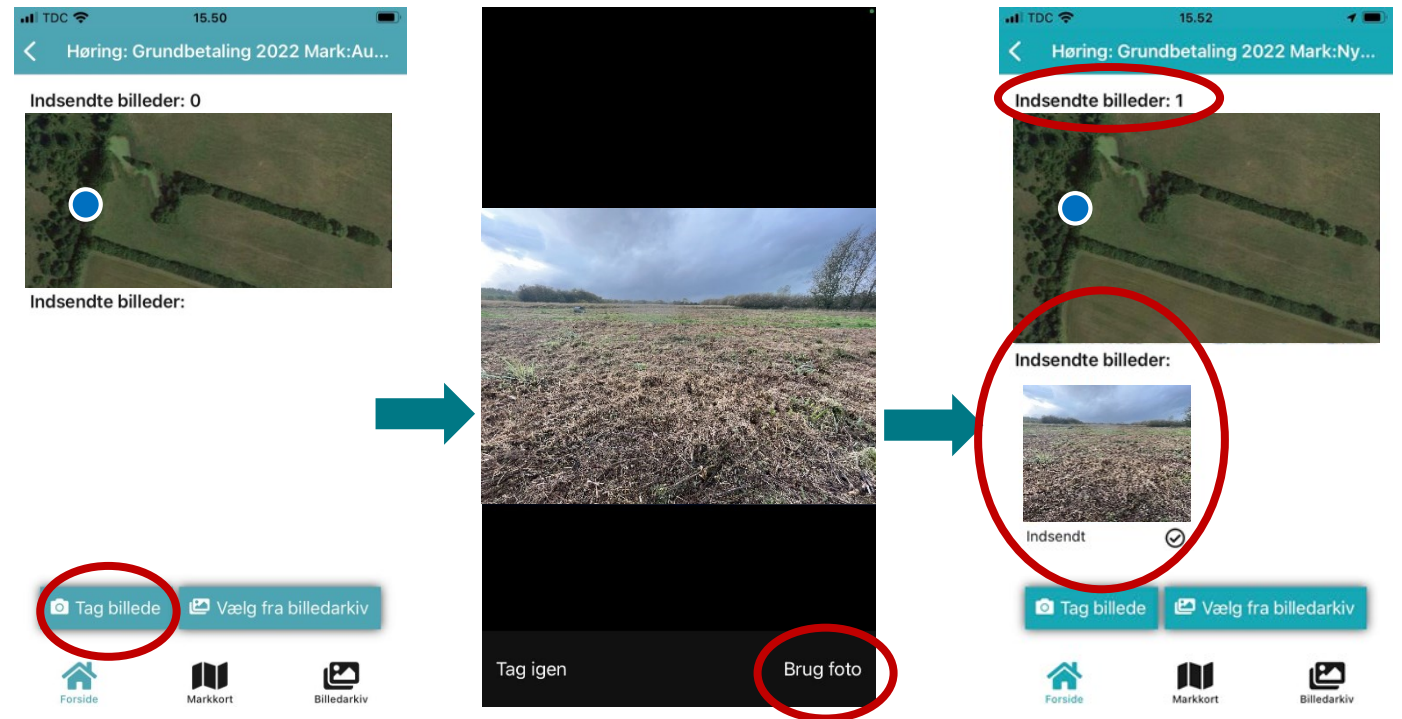 TDC 15.50
Høring: Grundbetaling 2022 Mark:Au...
Indsendte billeder: 0
Indsendte billeder:
Tag billede
Vælg fra billedarkiv
Forside
Markkort
Billedarkiv
Tag igen
Brug foto
TDC 15.52
Høring: Grundbetaling 2022 Mark:Ny...
Indsendte billeder: 1
Indsendte billeder:
Indsendt
Tag billede
Vælg fra billedarkiv
Forside
Markkort
Billedarkiv